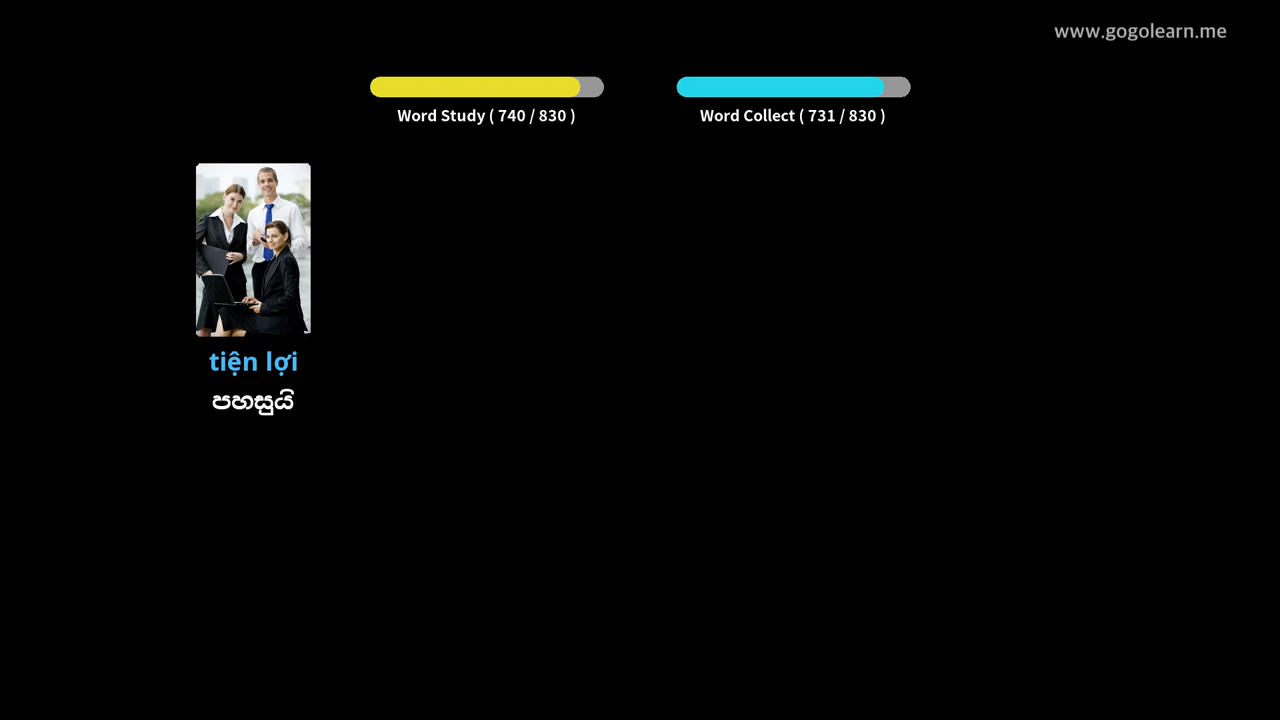 www.gogolearn.me
Word Study ( 740 / 830 )
Word Collect ( 731 / 830 )
tiện lợi
පහසුයි